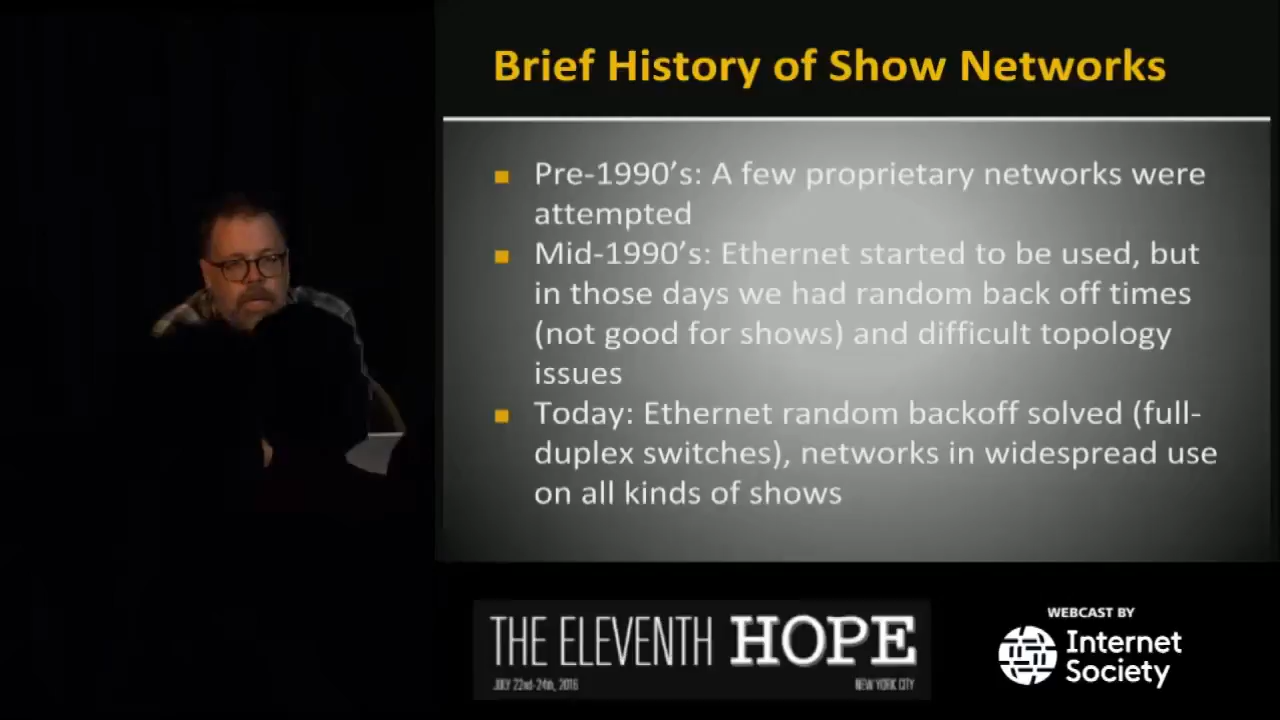 Brief History of Show Networks
Pre-1990’s: A few proprietary networks were
attempted
Mid-1990’s: Ethernet started to be used, but
in those days we had random back off times
(not good for shows) and difficult topology
issues
Today: Ethernet random backoff solved (full-
duplex switches), networks in widespread use
on all kinds of shows
THE ELEVENTH HOPE
JULY 22nd-24th, 2016
NEW YORK CITY
WEBCAST BY
Internet
Society